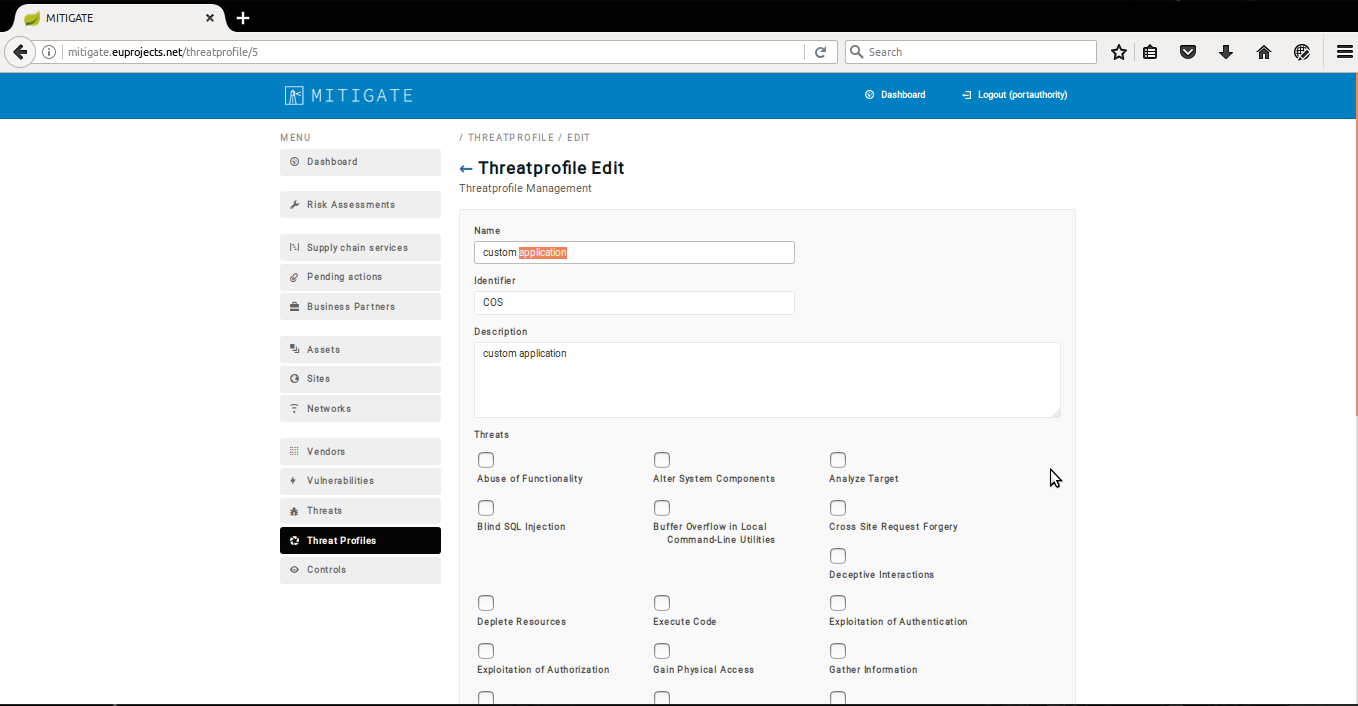 MITIGATE
mitigate.euprojects.net/threatprofile/5
Search
MITIGATE
Dashboard
Logout (portauthority)
MENU
Dashboard
Risk Assessments
Supply chain services
Pending actions
Business Partners
Assets
Sites
Networks
Vendors
Vulnerabilities
Threats
Threat Profiles
Controls
/ THREATPROFILE / EDIT
← Threatprofile Edit
Threatprofile Management
Name
custom application
Identifier
COS
Description
custom application
Threats
Abuse of Functionality
Alter System Components
Analyze Target
Blind SQL Injection
Buffer Overflow in Local
Command-Line Utilities
Cross Site Request Forgery
Deceptive Interactions
Deplete Resources
Execute Code
Exploitation of Authentication
Exploitation of Authorization
Gain Physical Access
Gather Information